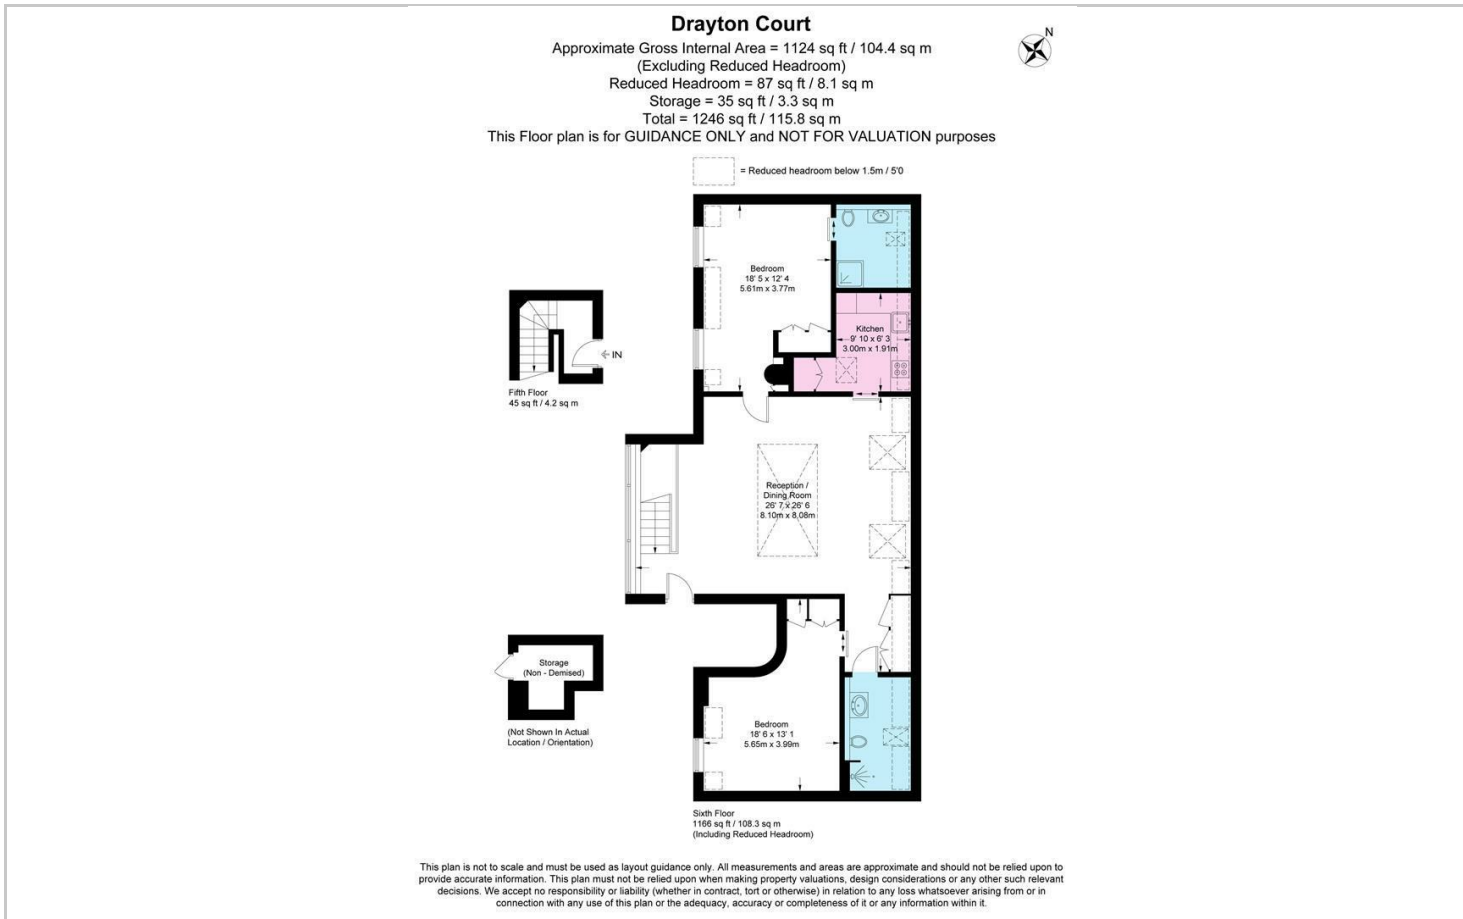 Drayton Court
Approximate Gross Internal Area = 1124 sq ft / 104.4 sq m
(Excluding Reduced Headroom)
Reduced Headroom = 87 sq ft / 8.1 sq m
Storage = 35 sq ft / 3.3 sq m
Total = 1246 sq ft / 115.8 sq m
This Floor plan is for GUIDANCE ONLY and NOT FOR VALUATION purposes
N
= Reduced headroom below 1.5m / 5'0
Bedroom
18' 5 x 12' 4
5.61m x 3.77m
Kitchen
9' 10 x 6' 3
3.00m x 1.91m
IN
Fifth Floor
45 sq ft / 4.2 sq m
Reception /
Dining Room
26' 7 x 26' 6
8.10m x 8.08m
Storage
(Non - Demised)
(Not Shown In Actual
Location / Orientation)
Bedroom
18' 6 x 13' 1
5.65m x 3.99m
Sixth Floor
1166 sq ft / 108.3 sq m
(Including Reduced Headroom)
This plan is not to scale and must be used as layout guidance only. All measurements and areas are approximate and should not be relied upon to
provide accurate information. This plan must not be relied upon when making property valuations, design considerations or any other such relevant
decisions. We accept no responsibility or liability (whether in contract, tort or otherwise) in relation to any loss whatsoever arising from or in
connection with any use of this plan or the adequacy, accuracy or completeness of it or any information within it.